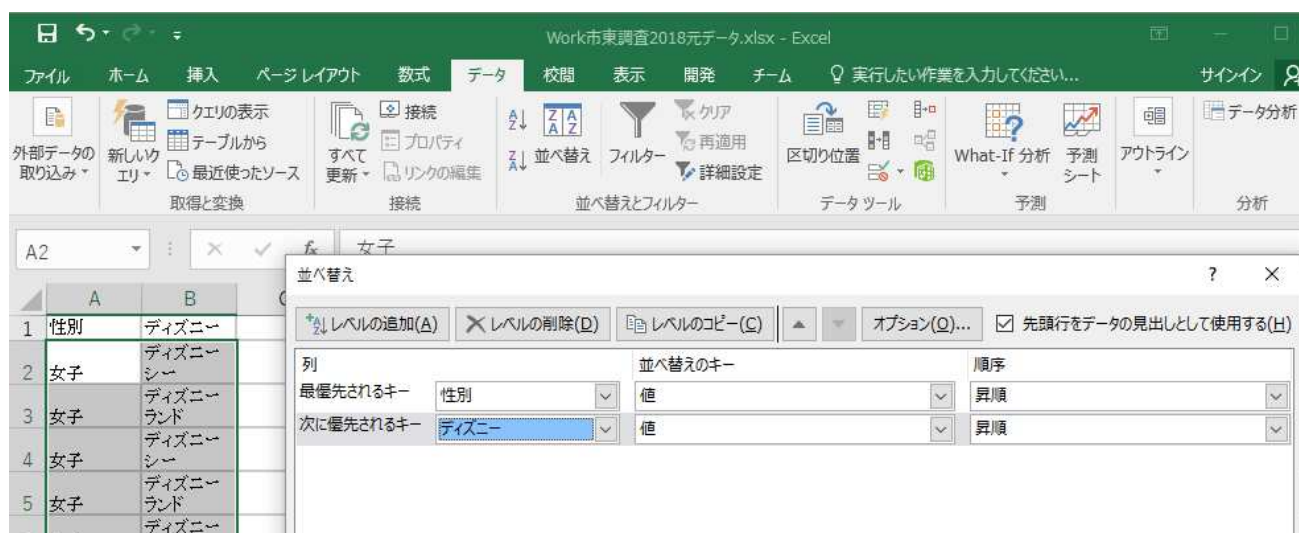 Work市東調査2018元データ.xlsx - Excel
ファイル ホーム 挿入 ページ レイアウト 数式 データ 校閲 表示 開発 チーム 実行したい作業を入力してください... サインイン
外部データの取り込み
新しいクエリ
クエリの表示
テーブルから
最近使ったソース
取得と変換
すべて更新
接続
プロパティ
リンクの編集
接続
並べ替え
フィルター
クリア
再適用
詳細設定
並べ替えとフィルター
区切り位置
データ ツール
What-If 分析
予測シート
予測
アウトライン
データ分析
分析
A2 fx 女子
並べ替え ? ×
レベルの追加(A) レベルの削除(D) レベルのコピー(C) オプション(O)... 先頭行をデータの見出しとして使用する(H)
列 並べ替えのキー 順序
最優先されるキー 性別 値 昇順
次に優先されるキー ディズニー 値 昇順
A B
1 性別 ディズニー
2 女子 ディズニーシー
3 女子 ディズニーランド
4 女子 ディズニーシー
5 女子 ディズニーランド
ディズニー